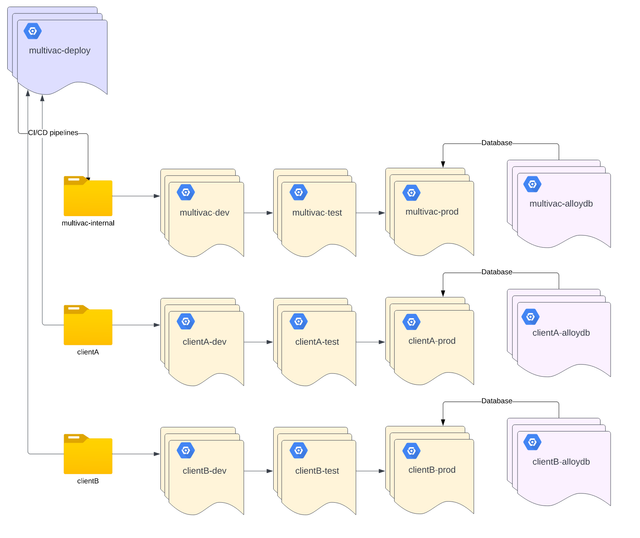 multivac-deploy
CI/CD pipelines
Database
multivac-internal
multivac-dev
multivac-test
multivac-prod
multivac-alloydb
Database
clientA
clientA-dev
clientA-test
clientA-prod
clientA-alloydb
Database
clientB
clientB-dev
clientB-test
clientB-prod
clientB-alloydb